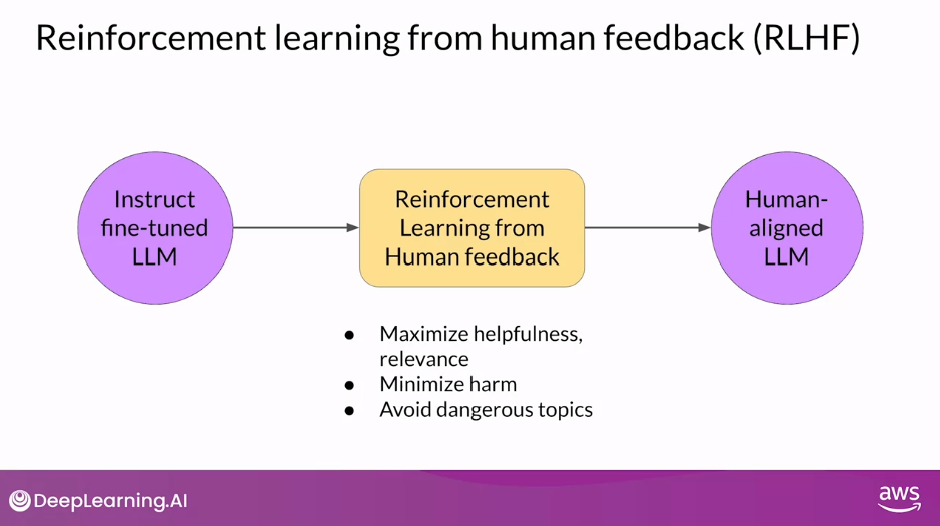 Reinforcement learning from human feedback (RLHF)
Instruct
fine-tuned
LLM
Reinforcement
Learning from
Human feedback
Human-
aligned
LLM
● Maximize helpfulness,
relevance
● Minimize harm
● Avoid dangerous topics
DeepLearning.AI
aws